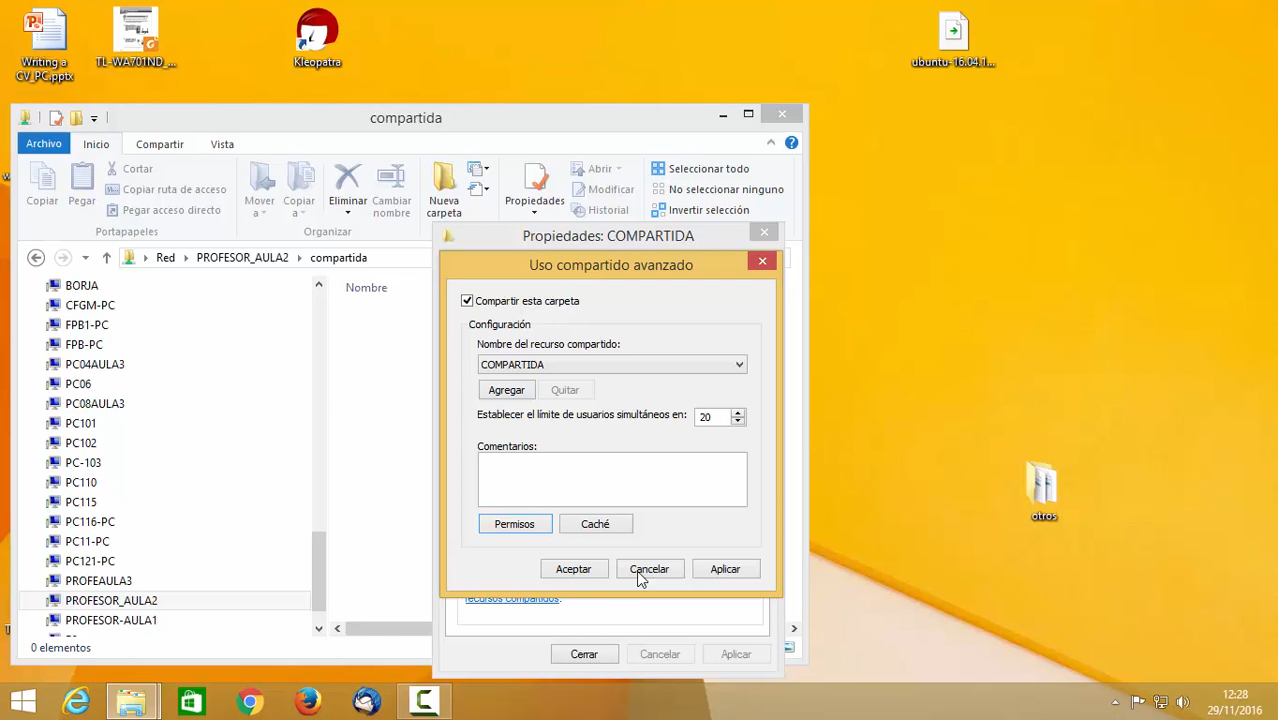 Writing a
CV_PC.pptx
TL-WA701ND_...
Kleopatra
ubuntu-16.04.1...
compartida
Archivo Inicio Compartir Vista
Copiar
Pegar
Cortar
Copiar ruta de acceso
Pegar acceso directo
Portapapeles
Mover
a
Copiar
a
Eliminar
Cambiar
nombre
Organizar
Nueva
carpeta
Propiedades
Abrir
Modificar
Historial
Seleccionar todo
No seleccionar ninguno
Invertir selección
Red PROFESOR_AULA2 compartida
Nombre
BORJA
CFGM-PC
FPB1-PC
FPB-PC
PC04AULA3
PC06
PC08AULA3
PC101
PC102
PC-103
PC110
PC115
PC116-PC
PC11-PC
PC121-PC
PROFEAULA3
PROFESOR_AULA2
PROFESOR-AULA1
0 elementos
Propiedades: COMPARTIDA
Uso compartido avanzado
Compartir esta carpeta
Configuración
Nombre del recurso compartido:
COMPARTIDA
Agregar Quitar
Establecer el límite de usuarios simultáneos en: 20
Comentarios:
Permisos Caché
Aceptar Cancelar Aplicar
recursos compartidos.
Cerrar Cancelar Aplicar
otros
12:28
29/11/2016